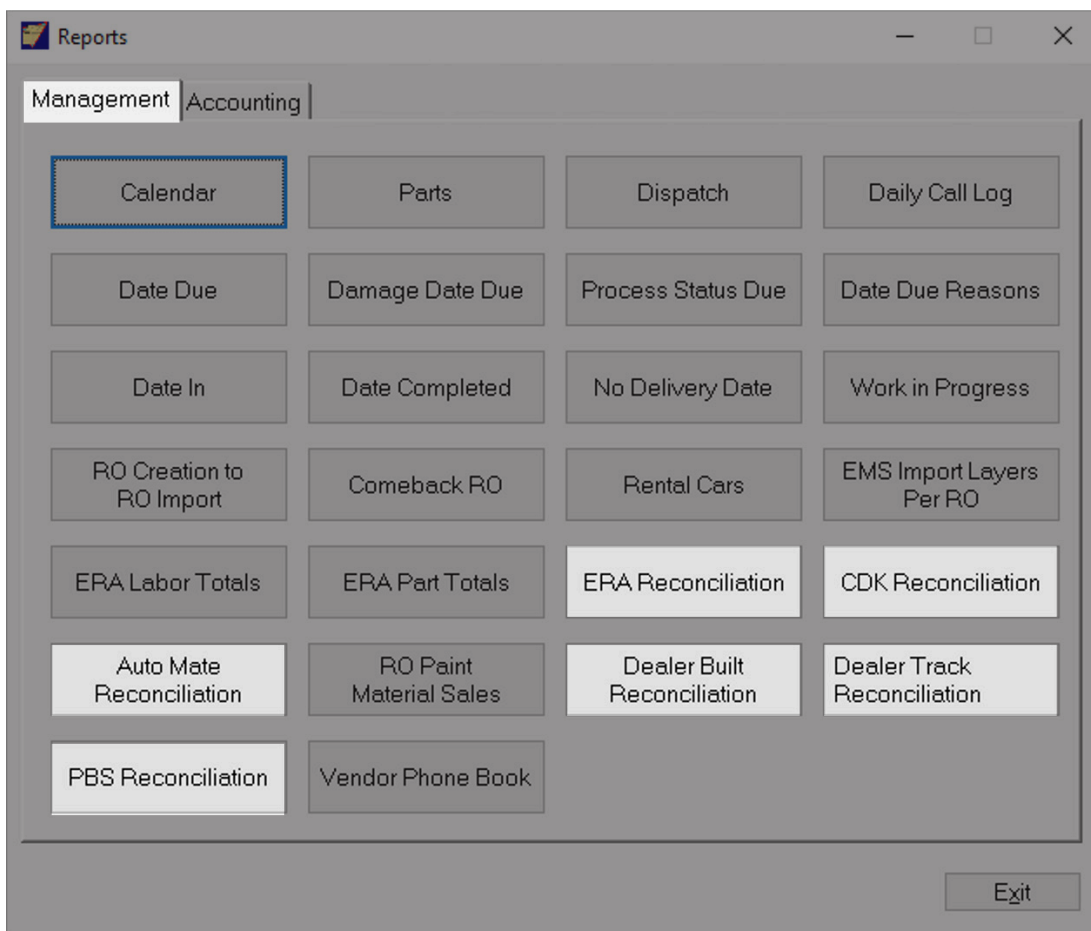 Reports
Management Accounting
Calendar
Parts
Dispatch
Daily Call Log
Date Due
Damage Date Due
Process Status Due
Date Due Reasons
Date In
Date Completed
No Delivery Date
Work in Progress
RO Creation to
RO Import
Comeback RO
Rental Cars
EMS Import Layers
Per RO
ERA Labor Totals
ERA Part Totals
ERA Reconciliation
CDK Reconciliation
Auto Mate
Reconciliation
RO Paint
Material Sales
Dealer Built
Reconciliation
Dealer Track
Reconciliation
PBS Reconciliation
Vendor Phone Book
Exit